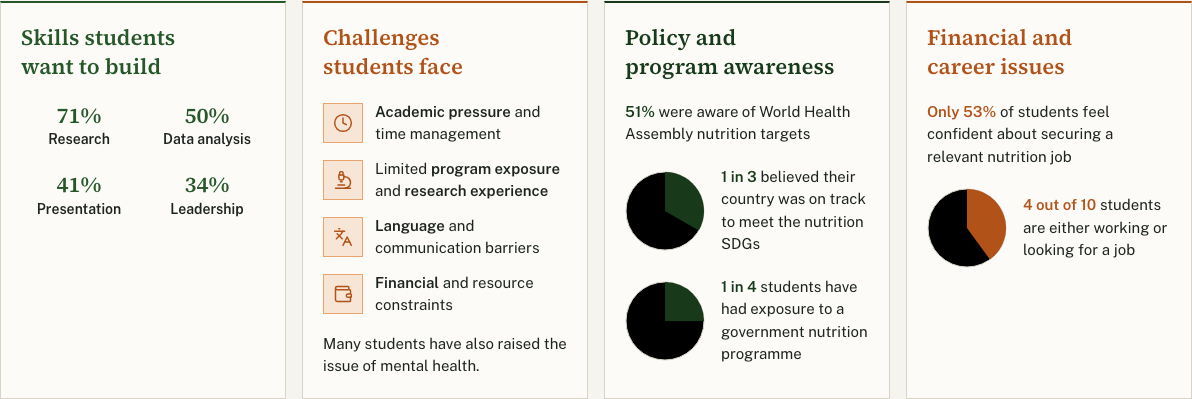 Skills students
want to build
71%
Research
50%
Data analysis
41%
Presentation
34%
Leadership
Challenges
students face
Academic pressure and
time management
Limited program exposure
and research experience
Language and
communication barriers
Financial and resource
constraints
Many students have also raised the
issue of mental health.
Policy and
program awareness
51% were aware of World Health
Assembly nutrition targets
1 in 3 believed their
country was on track
to meet the nutrition
SDGs
1 in 4 students have
had exposure to a
government nutrition
programme
Financial and
career issues
Only 53% of students feel
confident about securing a
relevant nutrition job
4 out of 10 students
are either working or
looking for a job